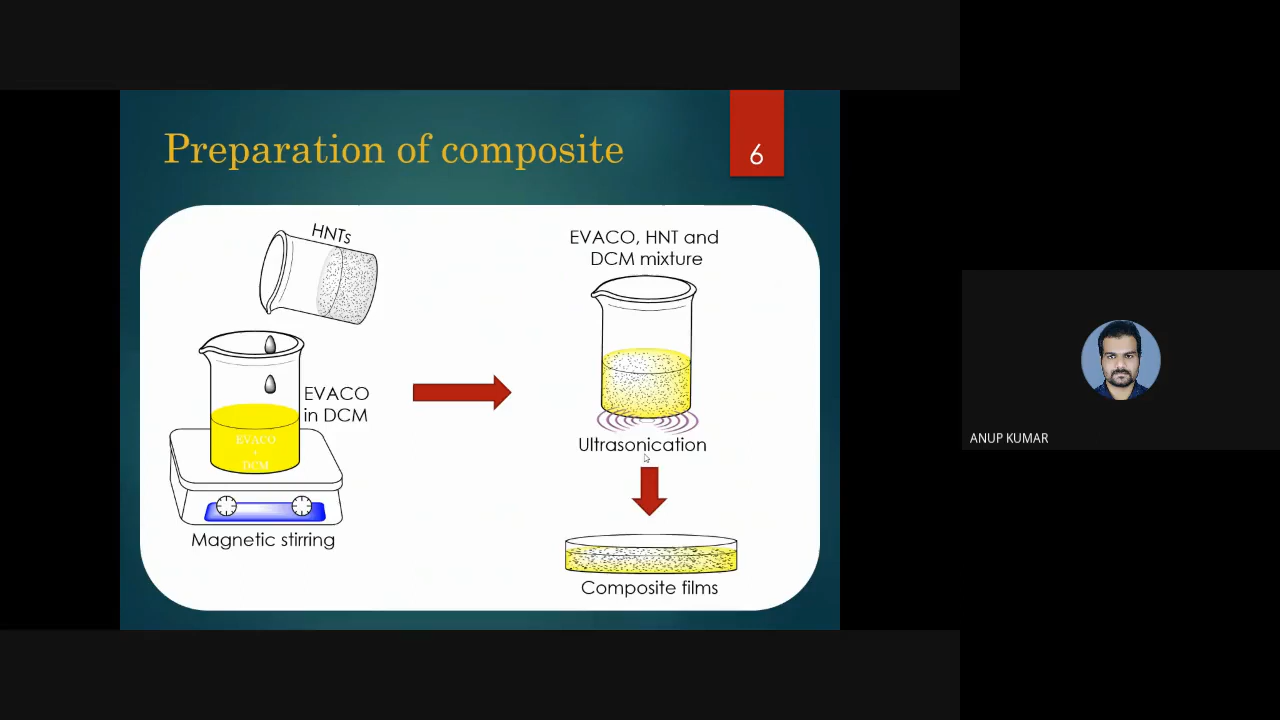 Preparation of composite
6
HNTs
EVACO
in DCM
EVACO
+
DCM
Magnetic stirring
EVACO, HNT and
DCM mixture
Ultrasonication
Composite films
ANUP KUMAR